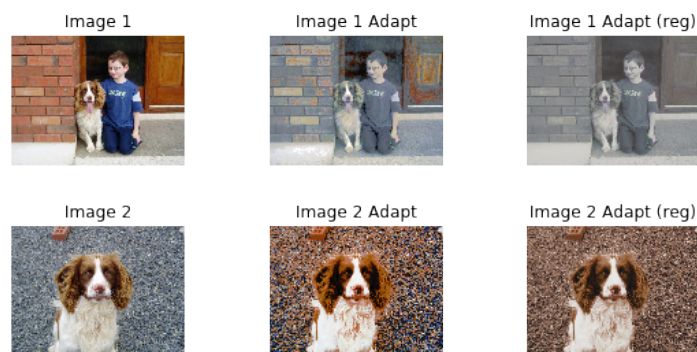 Image 1
Image 1 Adapt
Image 1 Adapt (reg)
Image 2
Image 2 Adapt
Image 2 Adapt (reg)